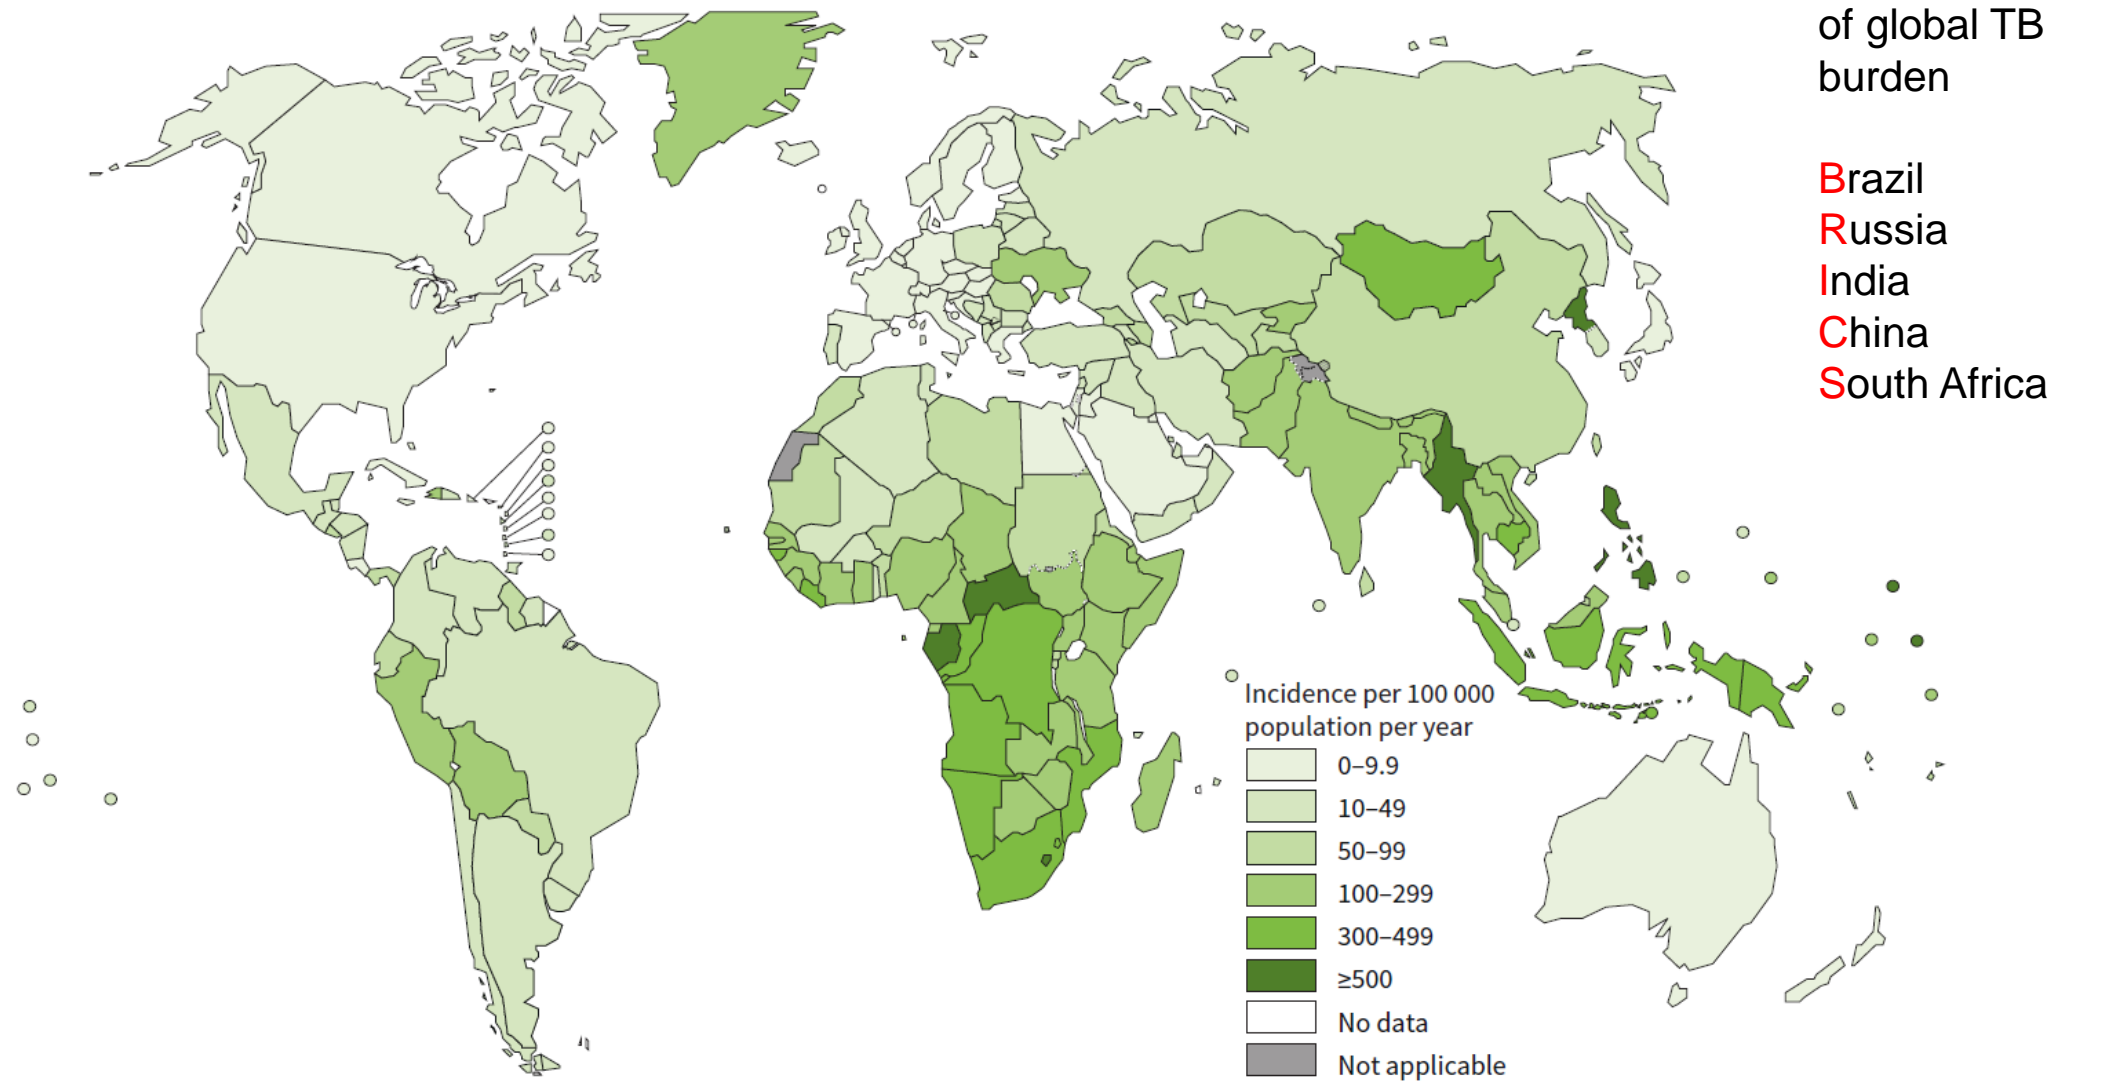 of global TB
burden
Brazil
Russia
India
China
South Africa
Incidence per 100 000
population per year
0–9.9
10–49
50–99
100–299
300–499
≥500
No data
Not applicable